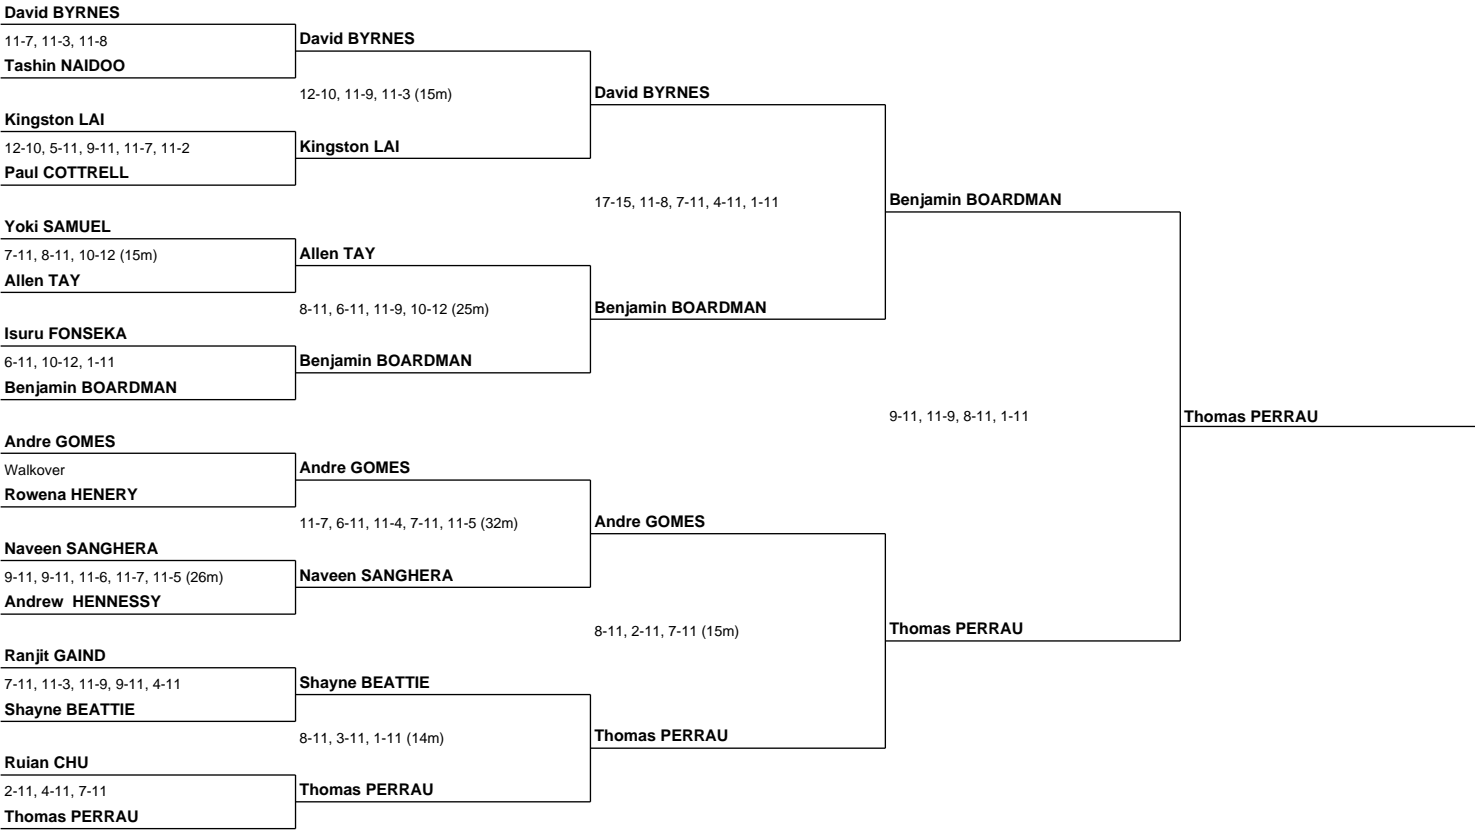 David BYRNES
11-7, 11-3, 11-8
Tashin NAIDOO
Kingston LAI
12-10, 5-11, 9-11, 11-7, 11-2
Paul COTTRELL
Yoki SAMUEL
7-11, 8-11, 10-12 (15m)
Allen TAY
Isuru FONSEKA
6-11, 10-12, 1-11
Benjamin BOARDMAN
Andre GOMES
Walkover
Rowena HENERY
Naveen SANGHERA
9-11, 9-11, 11-6, 11-7, 11-5 (26m)
Andrew  HENNESSY
Ranjit GAIND
7-11, 11-3, 11-9, 9-11, 4-11
Shayne BEATTIE
Ruian CHU
2-11, 4-11, 7-11
Thomas PERRAU
David BYRNES
12-10, 11-9, 11-3 (15m)
Kingston LAI
Allen TAY
8-11, 6-11, 11-9, 10-12 (25m)
Benjamin BOARDMAN
Andre GOMES
11-7, 6-11, 11-4, 7-11, 11-5 (32m)
Naveen SANGHERA
Shayne BEATTIE
8-11, 3-11, 1-11 (14m)
Thomas PERRAU
David BYRNES
17-15, 11-8, 7-11, 4-11, 1-11
Benjamin BOARDMAN
Andre GOMES
8-11, 2-11, 7-11 (15m)
Thomas PERRAU
Benjamin BOARDMAN
9-11, 11-9, 8-11, 1-11
Thomas PERRAU
Thomas PERRAU